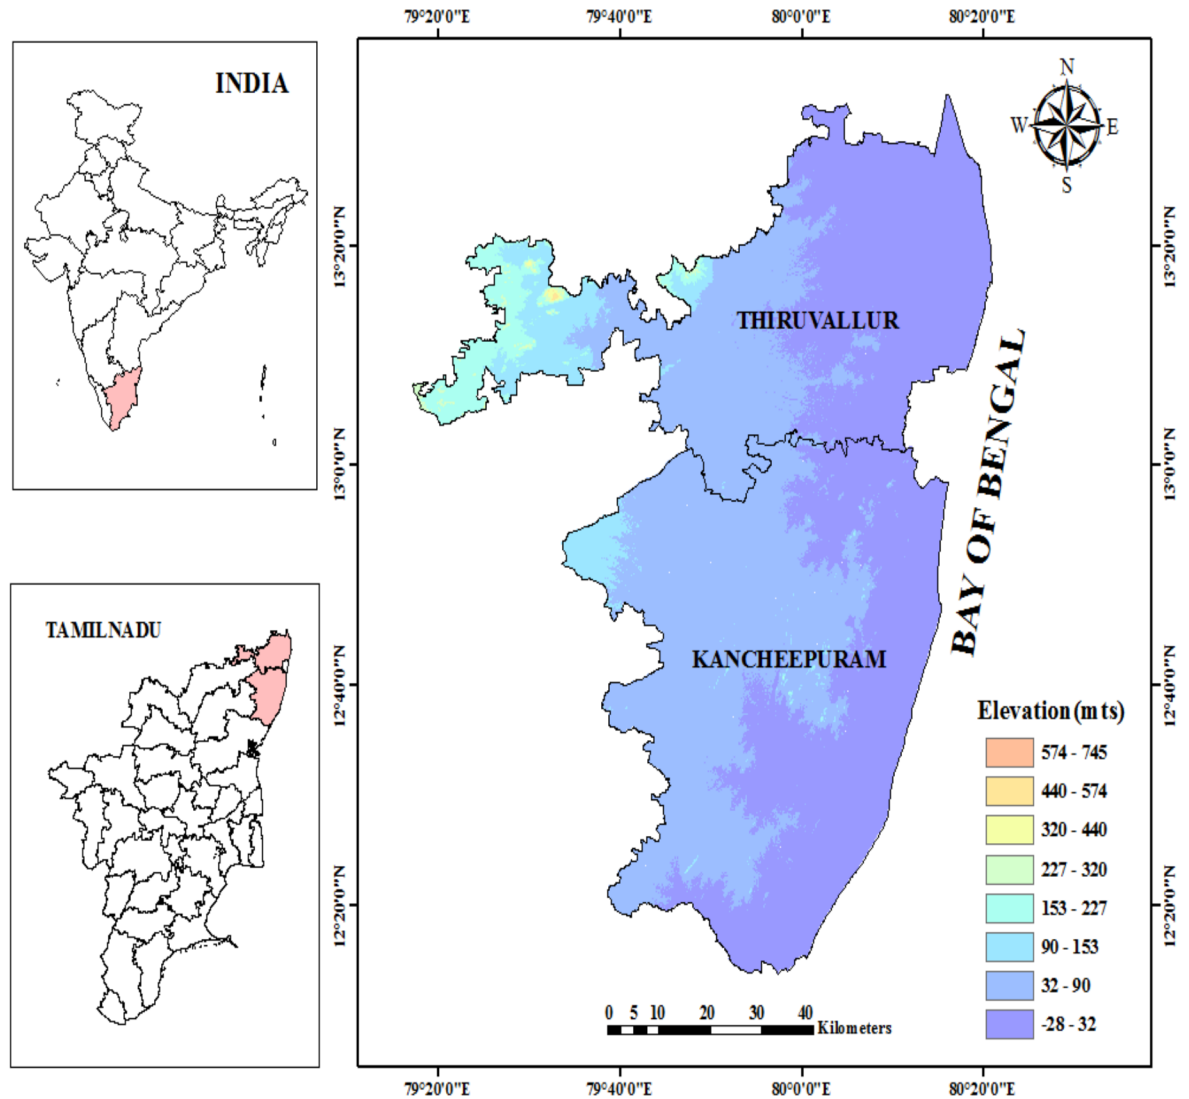 79°20'0"E 79°40'0"E 80°0'0"E 80°20'0"E
INDIA
N
W E
S
13°20'0"N 13°20'0"N
THIRUVALLUR
BAY OF BENGAL
13°0'0"N 13°0'0"N
TAMILNADU
KANCHEEPURAM
12°40'0"N 12°40'0"N
Elevation (mts)
574 - 745
440 - 574
320 - 440
227 - 320
153 - 227
90 - 153
32 - 90
-28 - 32
12°20'0"N 12°20'0"N
0 5 10 20 30 40
Kilometers
79°20'0"E 79°40'0"E 80°0'0"E 80°20'0"E